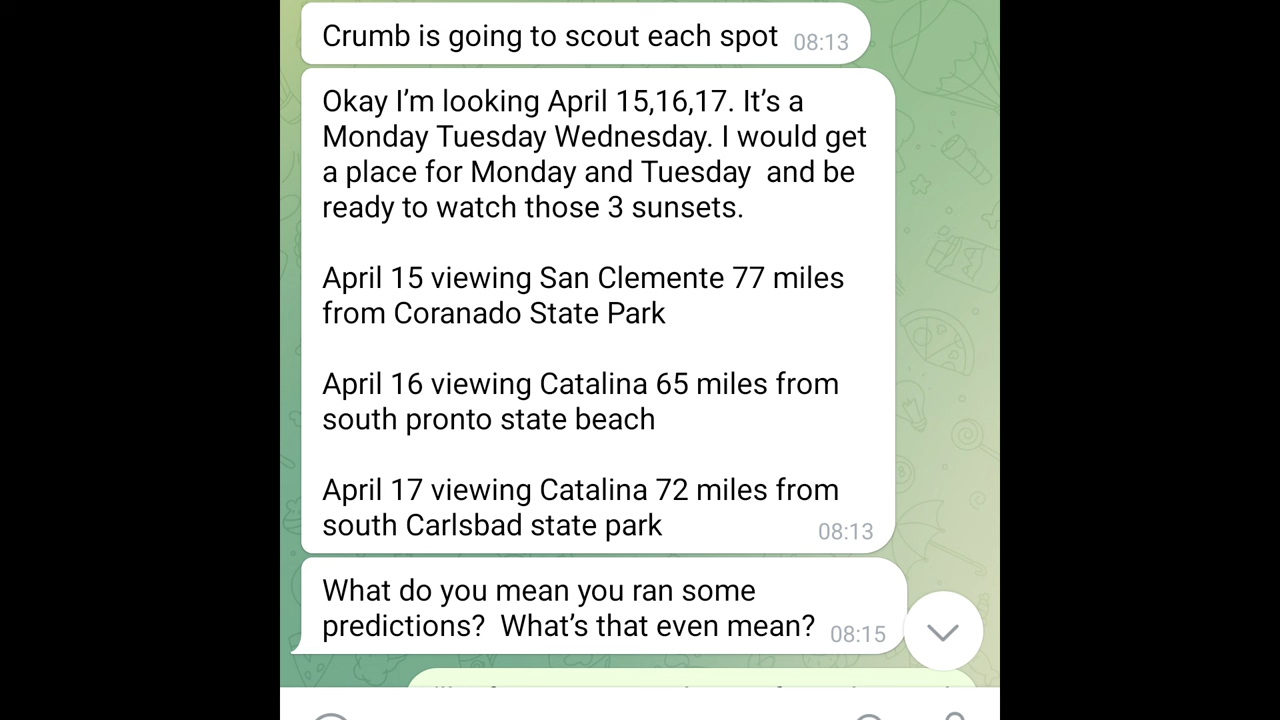 Crumb is going to scout each spot 08:13
Okay I’m looking April 15,16,17. It’s a
Monday Tuesday Wednesday. I would get
a place for Monday and Tuesday  and be
ready to watch those 3 sunsets.
April 15 viewing San Clemente 77 miles
from Coranado State Park
April 16 viewing Catalina 65 miles from
south pronto state beach
April 17 viewing Catalina 72 miles from
south Carlsbad state park 08:13
What do you mean you ran some
predictions?  What’s that even mean? 08:15